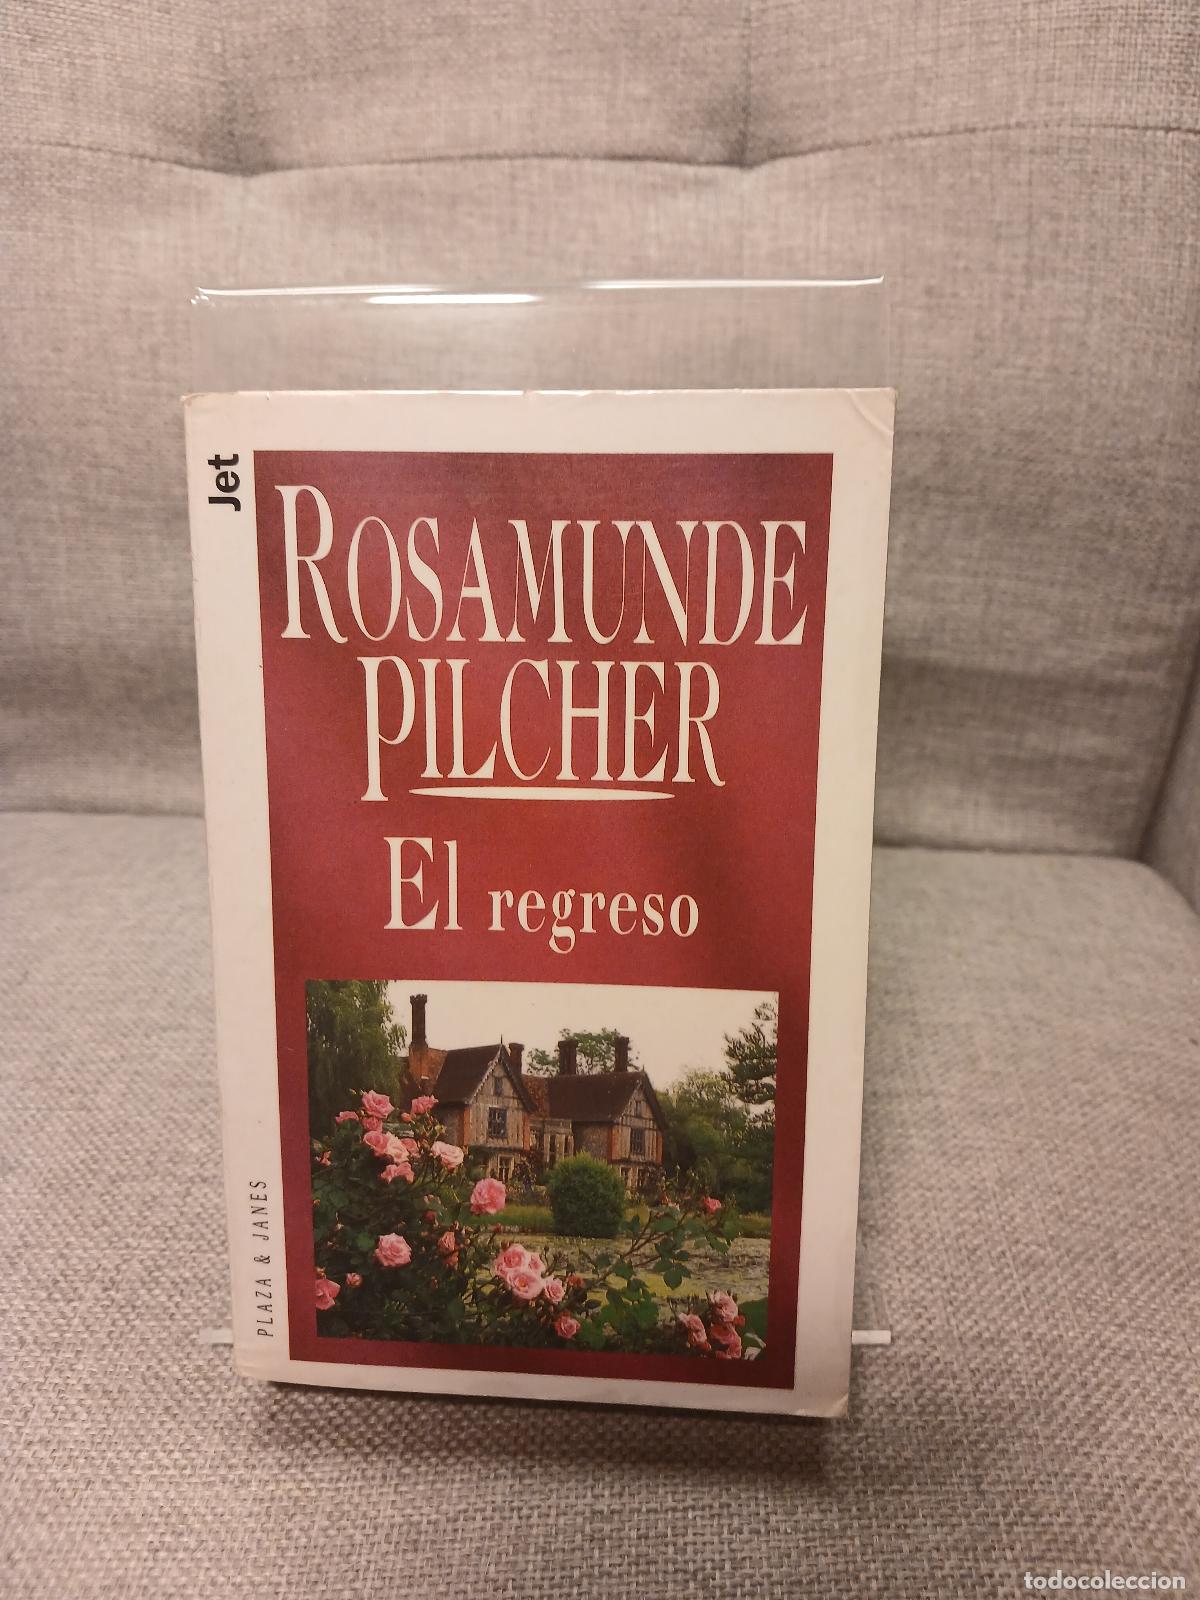 Jet
ROSAMUNDE
PILCHER
El regreso
PLAZA & JANES
todocoleccion